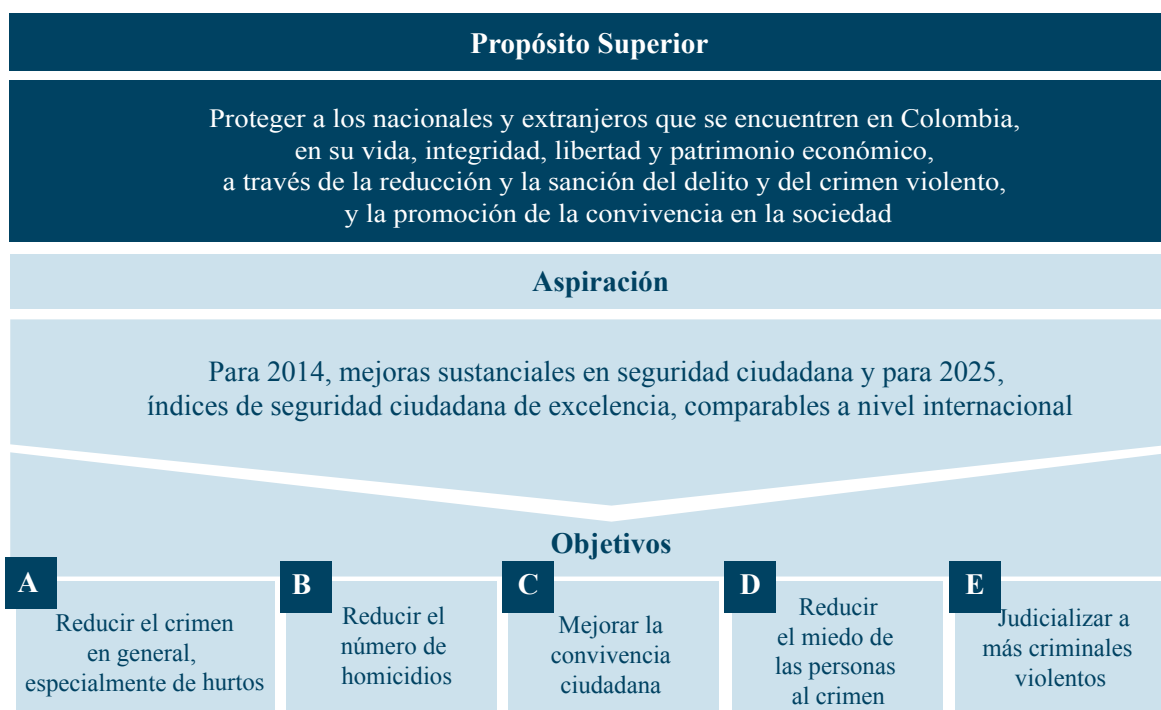 Propósito Superior
Proteger a los nacionales y extranjeros que se encuentren en Colombia,
en su vida, integridad, libertad y patrimonio económico,
a través de la reducción y la sanción del delito y del crimen violento,
y la promoción de la convivencia en la sociedad
Aspiración
Para 2014, mejoras sustanciales en seguridad ciudadana y para 2025,
índices de seguridad ciudadana de excelencia, comparables a nivel internacional
Objetivos
A
Reducir el crimen
en general,
especialmente de hurtos
B
Reducir el
número de
homicidios
C
Mejorar la
convivencia
ciudadana
D
Reducir
el miedo de
las personas
al crimen
E
Judicializar a
más criminales
violentos